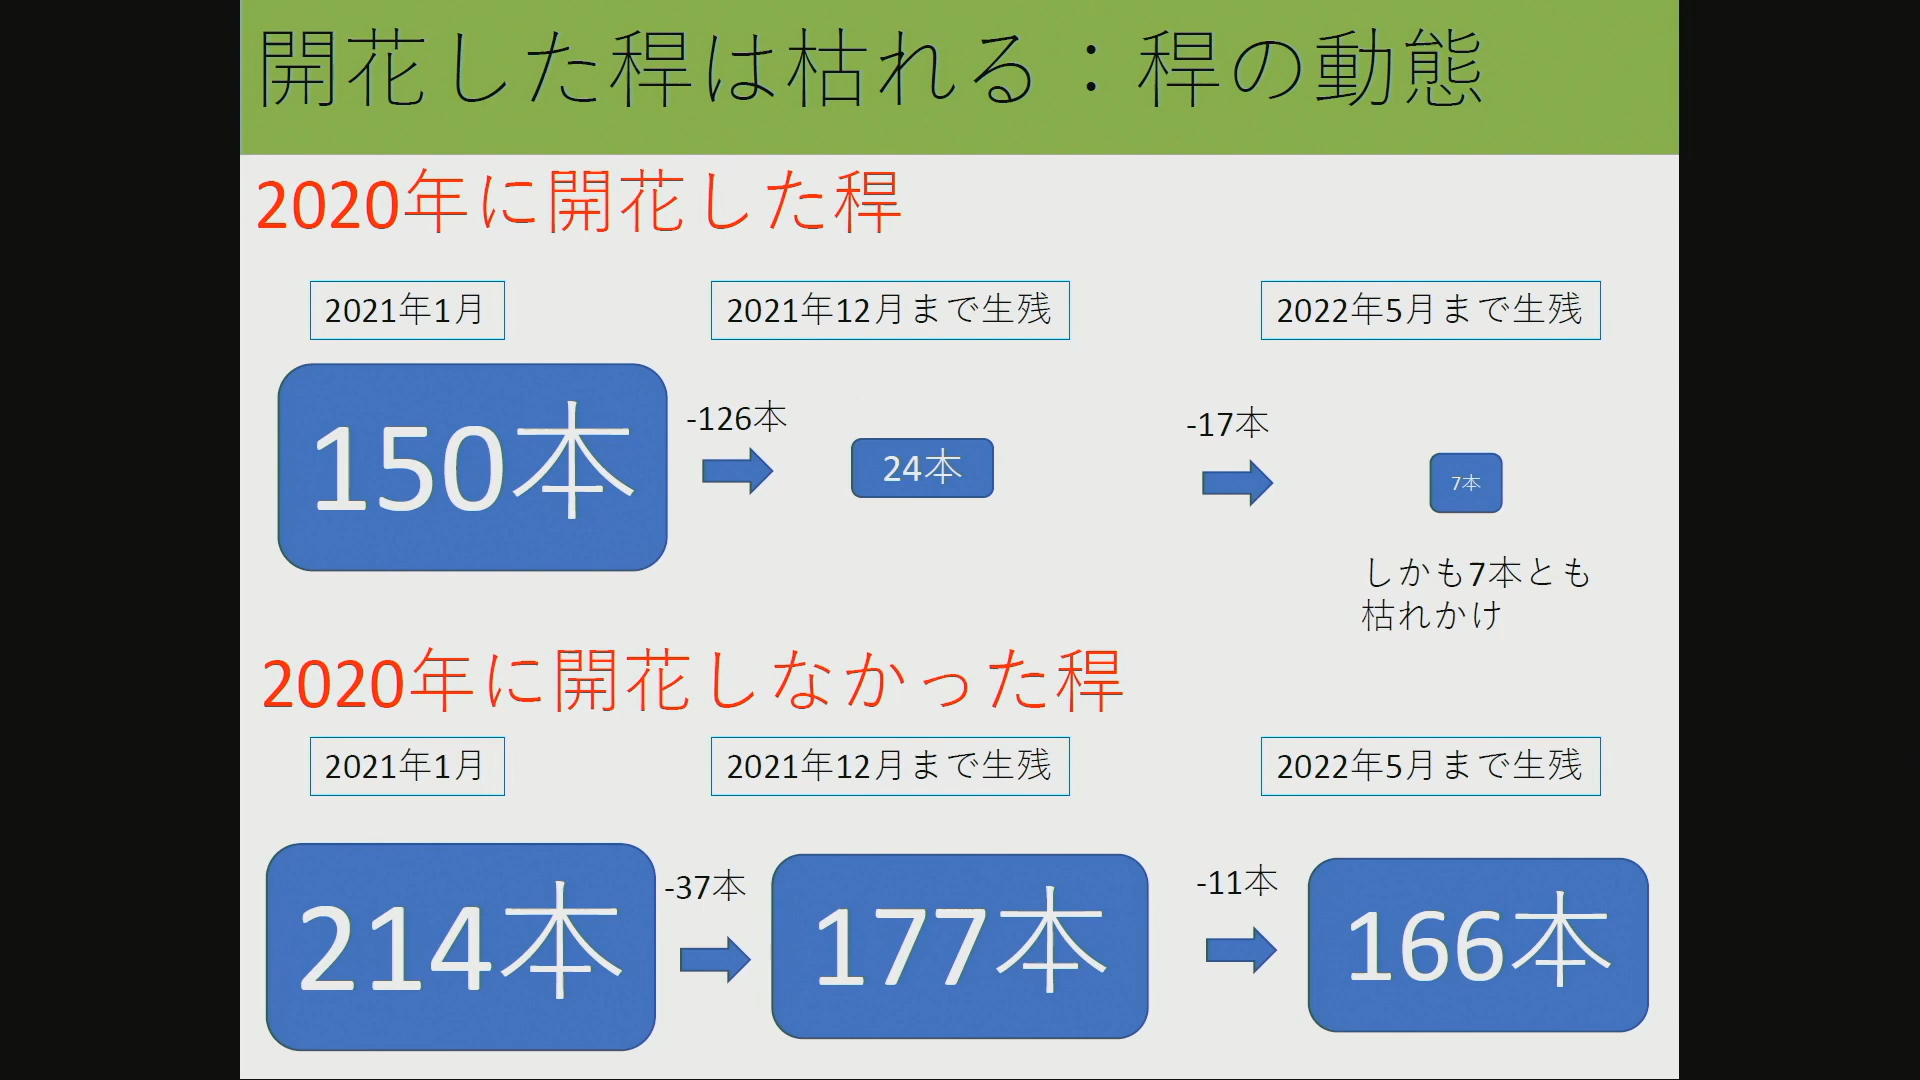 開花した稈は枯れる：稈の動態
2020年に開花した稈
2021年1月
2021年12月まで生残
2022年5月まで生残
150本
-126本
24本
-17本
7本
しかも7本とも
枯れかけ
2020年に開花しなかった稈
2021年1月
2021年12月まで生残
2022年5月まで生残
214本
-37本
177本
-11本
166本